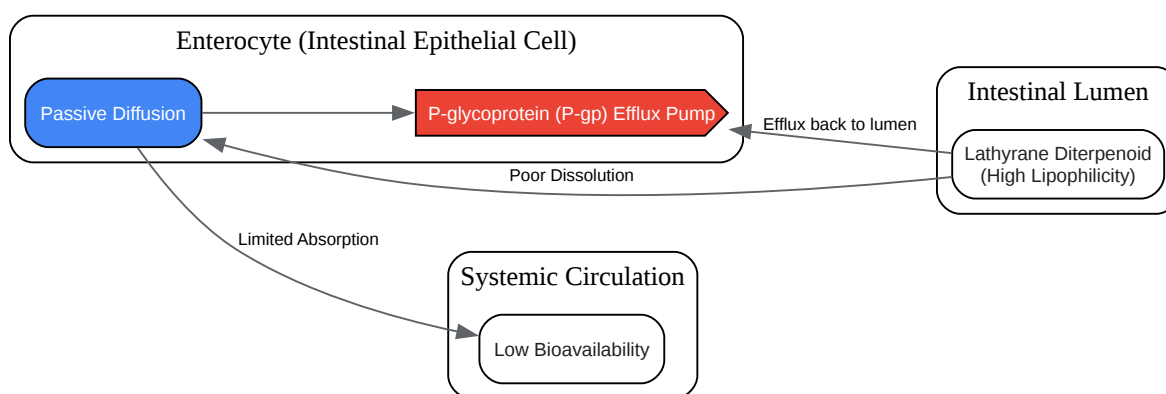 Enterocyte (Intestinal Epithelial Cell)
Passive Diffusion
P-glycoprotein (P-gp) Efflux Pump
Efflux back to lumen
Intestinal Lumen
Lathyrane Diterpenoid
(High Lipophilicity)
Poor Dissolution
Limited Absorption
Systemic Circulation
Low Bioavailability